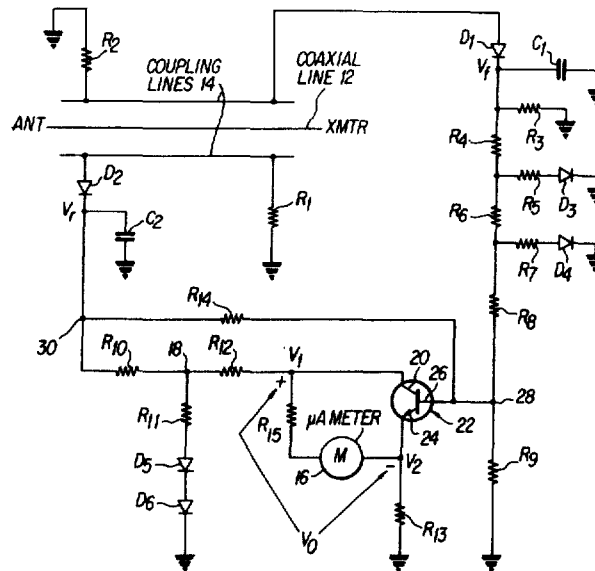 R2
D1
C1
COUPLING LINES 14
COAXIAL LINE 12
Vf
ANT
XMTR
R3
R4
D2
R5
D3
R6
R1
Vr
C2
R7
D4
R14
R8
30
R10
18
R12
V1
20
26
28
+
R11
R15
μA METER
24
22
D5
M
16
-
V2
R9
D6
R13
V0